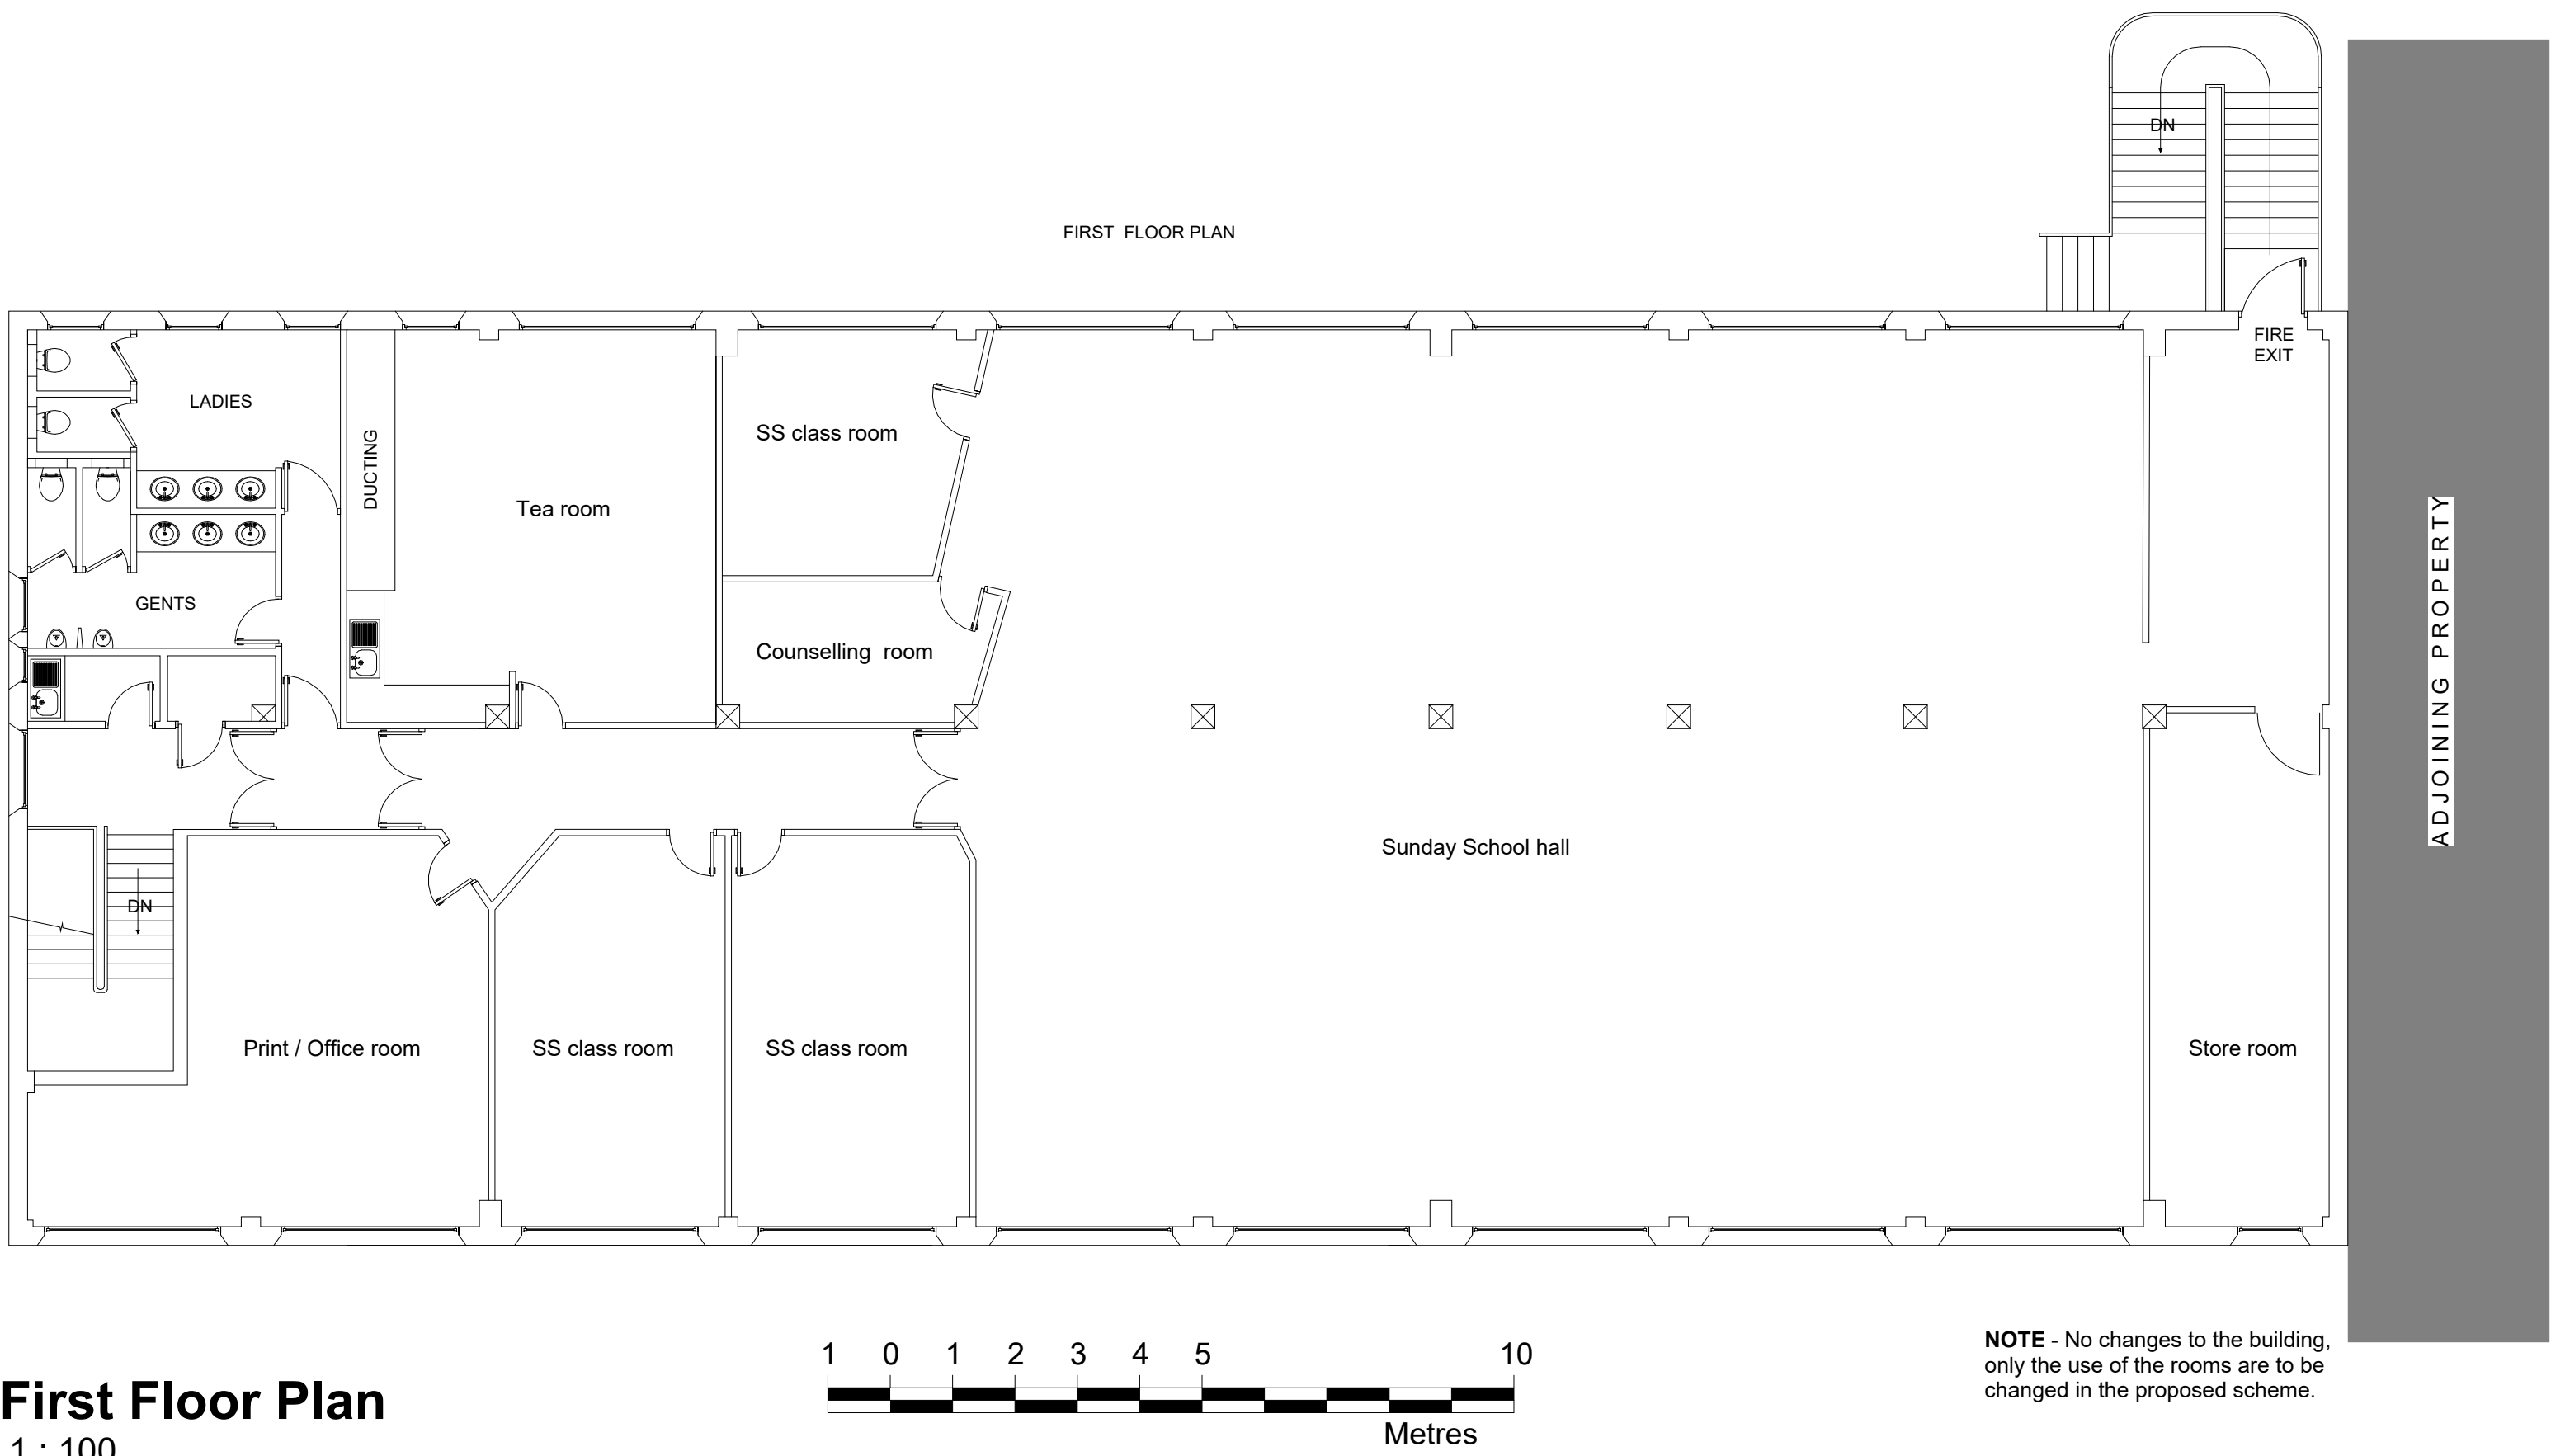 DN
FIRST FLOOR PLAN
FIRE
EXIT
LADIES
DUCTING
SS class room
Tea room
GENTS
Counselling room
ADJOINING PROPERTY
Sunday School hall
DN
Print / Office room
SS class room
SS class room
Store room
NOTE - No changes to the building,
only the use of the rooms are to be
changed in the proposed scheme.
1 0 1 2 3 4 5 10
Metres
First Floor Plan
1 : 100